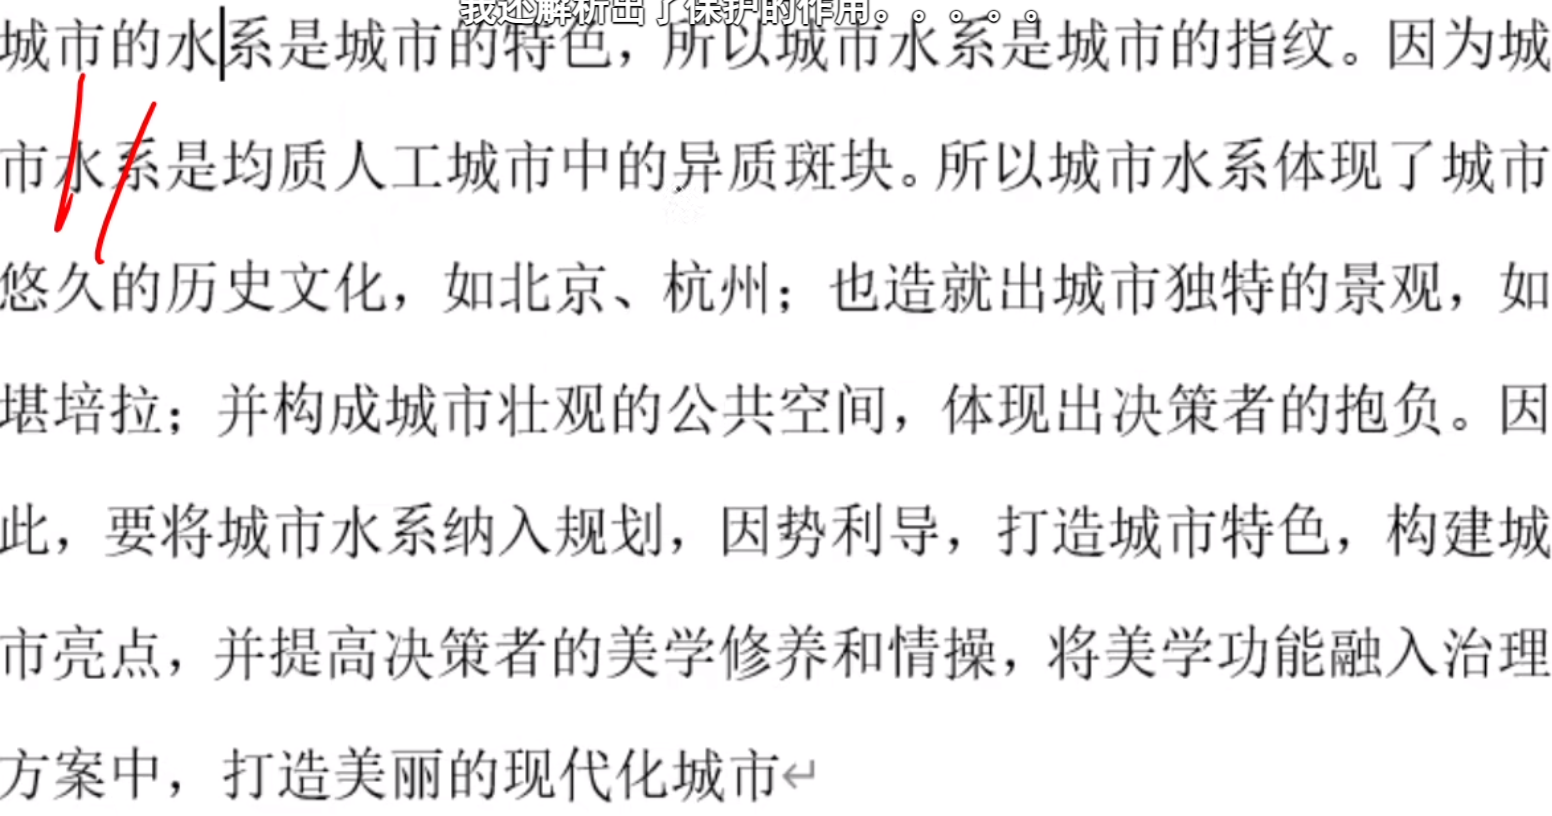 我还解析出了保护的作用。。。。。
城市的水系是城市的特色，所以城市水系是城市的指纹。因为城
市水系是均质人工城市中的异质斑块。所以城市水系体现了城市
悠久的历史文化，如北京、杭州；也造就出城市独特的景观，如
堪培拉；并构成城市壮观的公共空间，体现出决策者的抱负。因
此，要将城市水系纳入规划，因势利导，打造城市特色，构建城
市亮点，并提高决策者的美学修养和情操，将美学功能融入治理
方案中，打造美丽的现代化城市↵